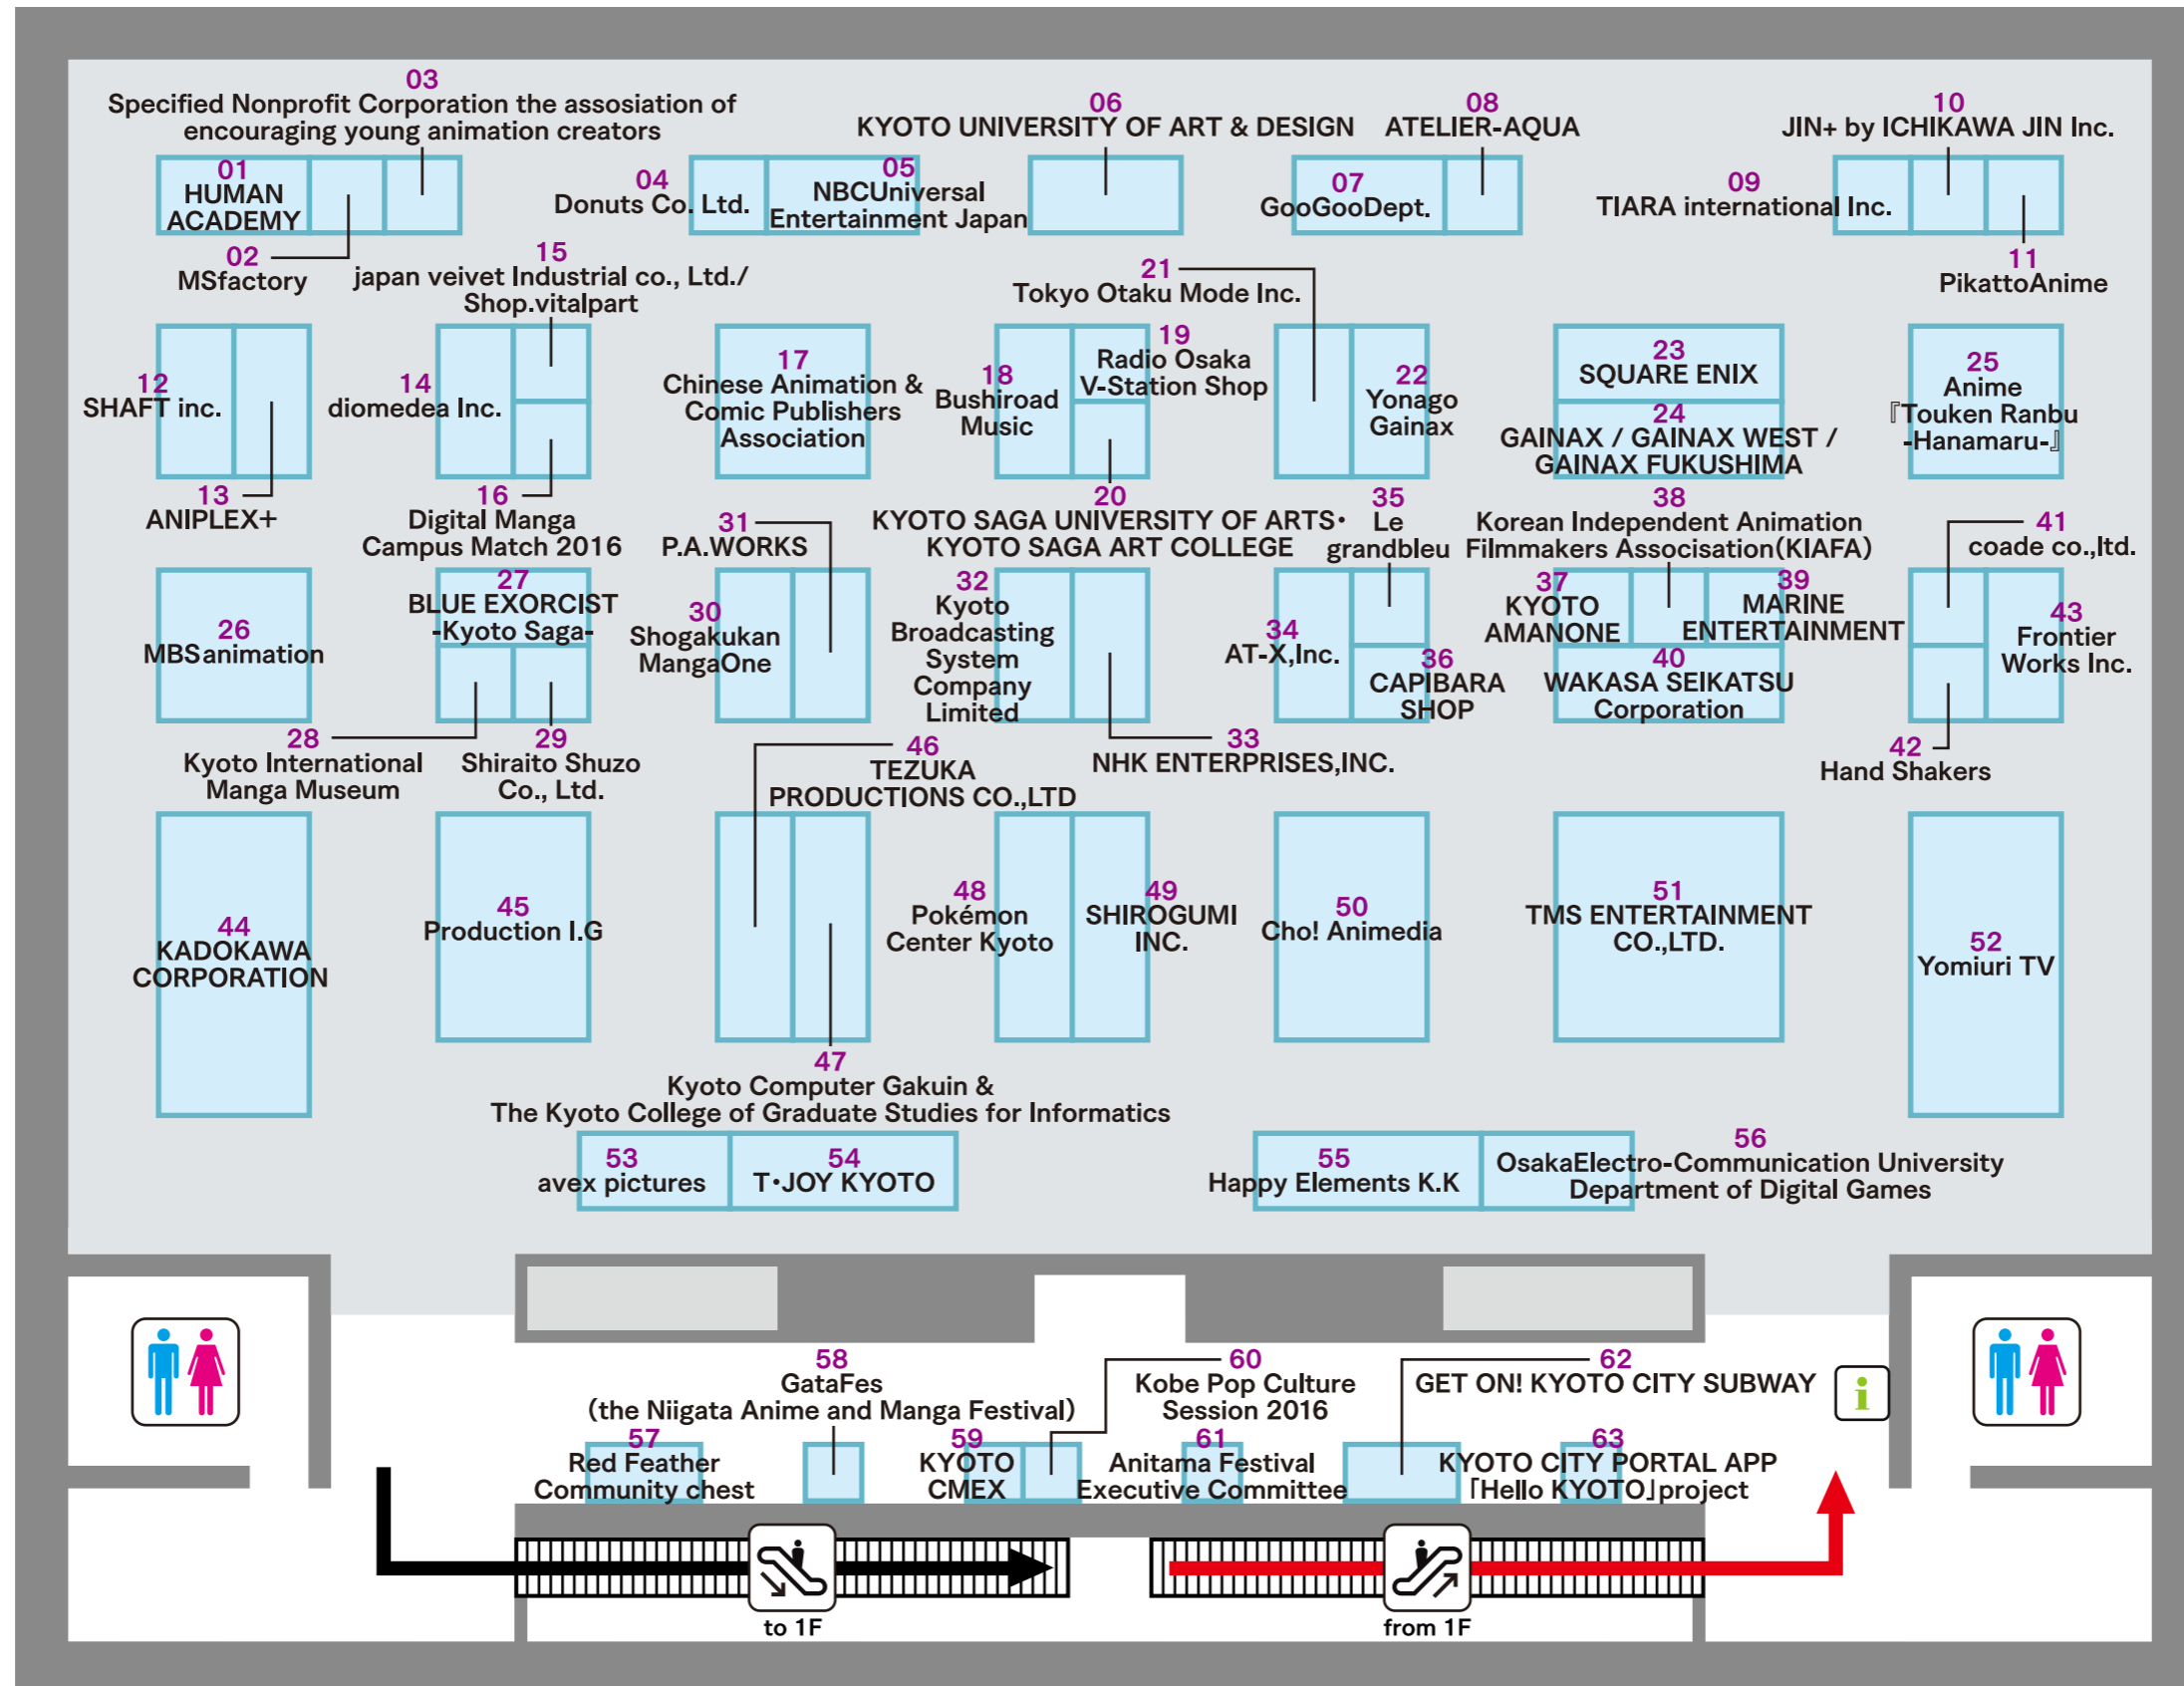 03
Specified Nonprofit Corporation the assosiation of
encouraging young animation creators
06
KYOTO UNIVERSITY OF ART & DESIGN
08
ATELIER-AQUA
10
JIN+ by ICHIKAWA JIN Inc.
01
HUMAN
ACADEMY
04
Donuts Co. Ltd.
05
NBCUniversal
Entertainment Japan
07
GooGooDept.
09
TIARA international Inc.
02
MSfactory
15
japan veivet Industrial co., Ltd./
Shop.vitalpart
21
Tokyo Otaku Mode Inc.
11
PikattoAnime
12
SHAFT inc.
14
diomedea Inc.
17
Chinese Animation &
Comic Publishers
Association
18
Bushiroad
Music
19
Radio Osaka
V-Station Shop
22
Yonago
Gainax
23
SQUARE ENIX
24
GAINAX / GAINAX WEST /
GAINAX FUKUSHIMA
25
Anime
『Touken Ranbu
-Hanamaru-』
13
ANIPLEX+
16
Digital Manga
Campus Match 2016
31
P.A.WORKS
20
KYOTO SAGA UNIVERSITY OF ARTS・
KYOTO SAGA ART COLLEGE
35
Le
grandbleu
38
Korean Independent Animation
Filmmakers Associsation(KIAFA)
41
coade co.,ltd.
26
MBSanimation
27
BLUE EXORCIST
-Kyoto Saga-
30
Shogakukan
MangaOne
32
Kyoto
Broadcasting
System
Company
Limited
34
AT-X,Inc.
36
CAPIBARA
SHOP
37
KYOTO
AMANONE
39
MARINE
ENTERTAINMENT
40
WAKASA SEIKATSU
Corporation
43
Frontier
Works Inc.
28
Kyoto International
Manga Museum
29
Shiraito Shuzo
Co., Ltd.
46
TEZUKA
PRODUCTIONS CO.,LTD
33
NHK ENTERPRISES,INC.
42
Hand Shakers
44
KADOKAWA
CORPORATION
45
Production I.G
48
Pokémon
Center Kyoto
49
SHIROGUMI
INC.
50
Cho! Animedia
51
TMS ENTERTAINMENT
CO.,LTD.
52
Yomiuri TV
47
Kyoto Computer Gakuin &
The Kyoto College of Graduate Studies for Informatics
53
avex pictures
54
T・JOY KYOTO
55
Happy Elements K.K
56
OsakaElectro-Communication University
Department of Digital Games
58
GataFes
(the Niigata Anime and Manga Festival)
60
Kobe Pop Culture
Session 2016
62
GET ON! KYOTO CITY SUBWAY
i
57
Red Feather
Community chest
59
KYOTO
CMEX
61
Anitama Festival
Executive Committee
63
KYOTO CITY PORTAL APP
「Hello KYOTO」project
to 1F
from 1F